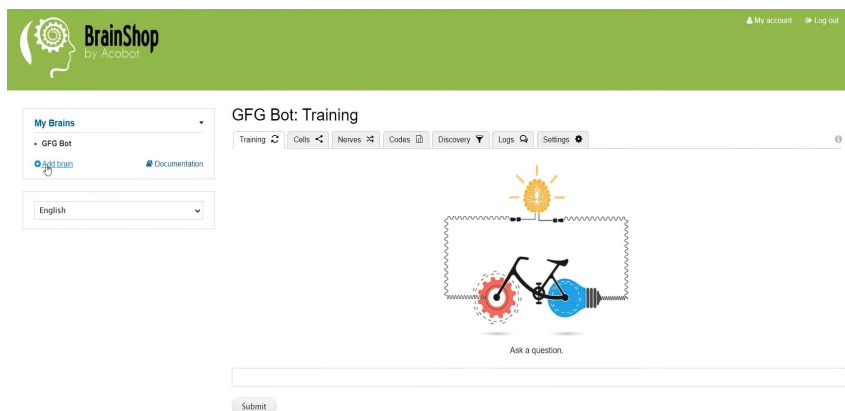 BrainShop
by Acobot
My account Log out
My Brains
GFG Bot
Add brain Documentation
English
GFG Bot: Training
Training Cells Nerves Codes Discovery Logs Settings
Ask a question.
Submit